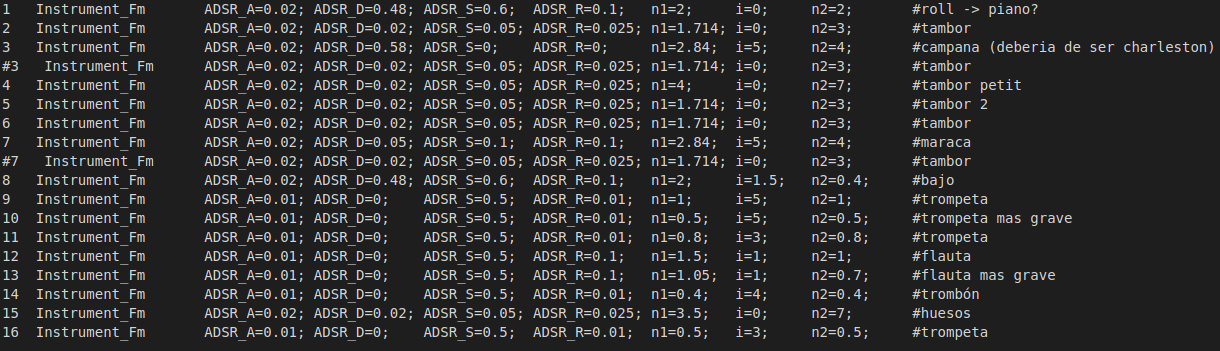 1 Instrument_Fm ADSR_A=0.02; ADSR_D=0.48; ADSR_S=0.6; ADSR_R=0.1; n1=2; i=0; n2=2; #roll -> piano?
2 Instrument_Fm ADSR_A=0.02; ADSR_D=0.02; ADSR_S=0.05; ADSR_R=0.025; n1=1.714; i=0; n2=3; #tambor
3 Instrument_Fm ADSR_A=0.02; ADSR_D=0.58; ADSR_S=0; ADSR_R=0; n1=2.84; i=5; n2=4; #campana (deberia de ser charleston)
#3 Instrument_Fm ADSR_A=0.02; ADSR_D=0.02; ADSR_S=0.05; ADSR_R=0.025; n1=1.714; i=0; n2=3; #tambor
4 Instrument_Fm ADSR_A=0.02; ADSR_D=0.02; ADSR_S=0.05; ADSR_R=0.025; n1=4; i=0; n2=7; #tambor petit
5 Instrument_Fm ADSR_A=0.02; ADSR_D=0.02; ADSR_S=0.05; ADSR_R=0.025; n1=1.714; i=0; n2=3; #tambor 2
6 Instrument_Fm ADSR_A=0.02; ADSR_D=0.02; ADSR_S=0.05; ADSR_R=0.025; n1=1.714; i=0; n2=3; #tambor
7 Instrument_Fm ADSR_A=0.02; ADSR_D=0.05; ADSR_S=0.1; ADSR_R=0.1; n1=2.84; i=5; n2=4; #maraca
#7 Instrument_Fm ADSR_A=0.02; ADSR_D=0.02; ADSR_S=0.05; ADSR_R=0.025; n1=1.714; i=0; n2=3; #tambor
8 Instrument_Fm ADSR_A=0.02; ADSR_D=0.48; ADSR_S=0.6; ADSR_R=0.1; n1=2; i=1.5; n2=0.4; #bajo
9 Instrument_Fm ADSR_A=0.01; ADSR_D=0; ADSR_S=0.5; ADSR_R=0.01; n1=1; i=5; n2=1; #trompeta
10 Instrument_Fm ADSR_A=0.01; ADSR_D=0; ADSR_S=0.5; ADSR_R=0.01; n1=0.5; i=5; n2=0.5; #trompeta mas grave
11 Instrument_Fm ADSR_A=0.01; ADSR_D=0; ADSR_S=0.5; ADSR_R=0.01; n1=0.8; i=3; n2=0.8; #trompeta
12 Instrument_Fm ADSR_A=0.01; ADSR_D=0; ADSR_S=0.5; ADSR_R=0.1; n1=1.5; i=1; n2=1; #flauta
13 Instrument_Fm ADSR_A=0.01; ADSR_D=0; ADSR_S=0.5; ADSR_R=0.1; n1=1.05; i=1; n2=0.7; #flauta mas grave
14 Instrument_Fm ADSR_A=0.01; ADSR_D=0; ADSR_S=0.5; ADSR_R=0.01; n1=0.4; i=4; n2=0.4; #trombón
15 Instrument_Fm ADSR_A=0.02; ADSR_D=0.02; ADSR_S=0.05; ADSR_R=0.025; n1=3.5; i=0; n2=7; #huesos
16 Instrument_Fm ADSR_A=0.01; ADSR_D=0; ADSR_S=0.5; ADSR_R=0.01; n1=0.5; i=3; n2=0.5; #trompeta